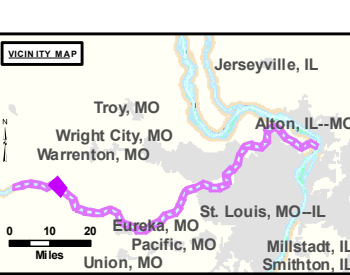 VICINITY MAP
Jerseyville, IL
Troy, MO
Alton, IL--MO
Wright City, MO
N
Warrenton, MO
St. Louis, MO--IL
Eureka, MO
0 10 20
Pacific, MO
Millstadt, IL
Miles
Union, MO
Smithton, IL